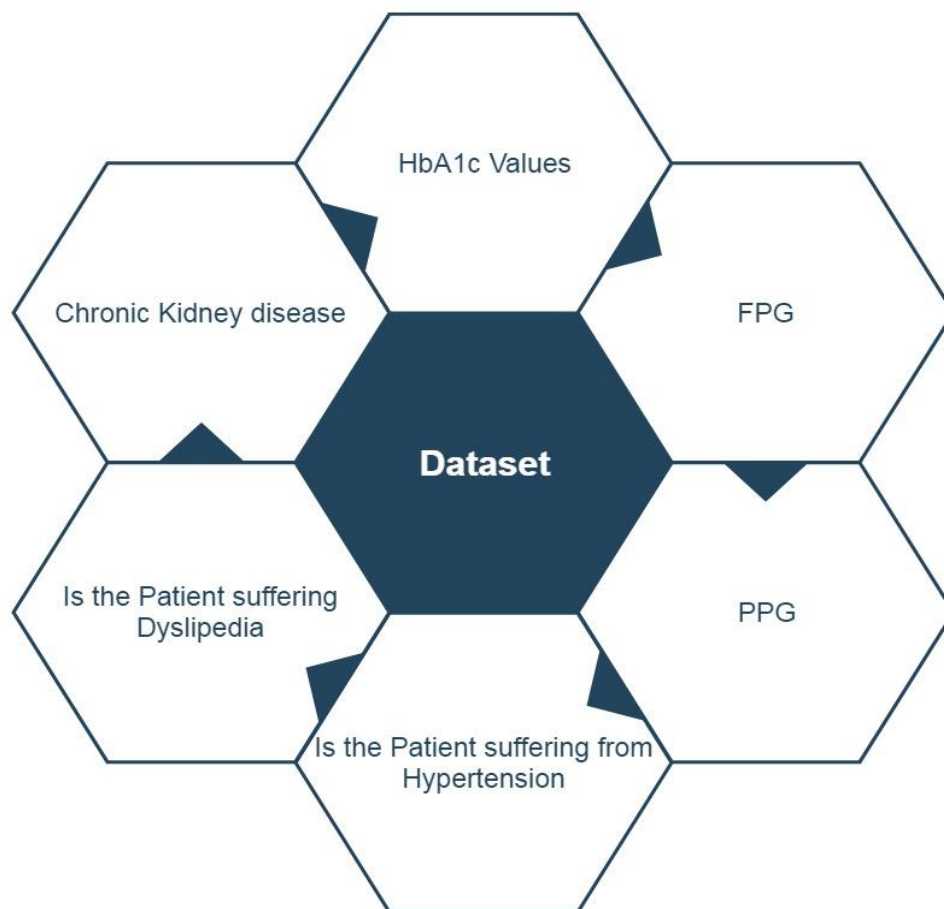 HbA1c Values
Chronic Kidney disease
FPG
Dataset
Is the Patient suffering
Dyslipedia
PPG
Is the Patient suffering from
Hypertension